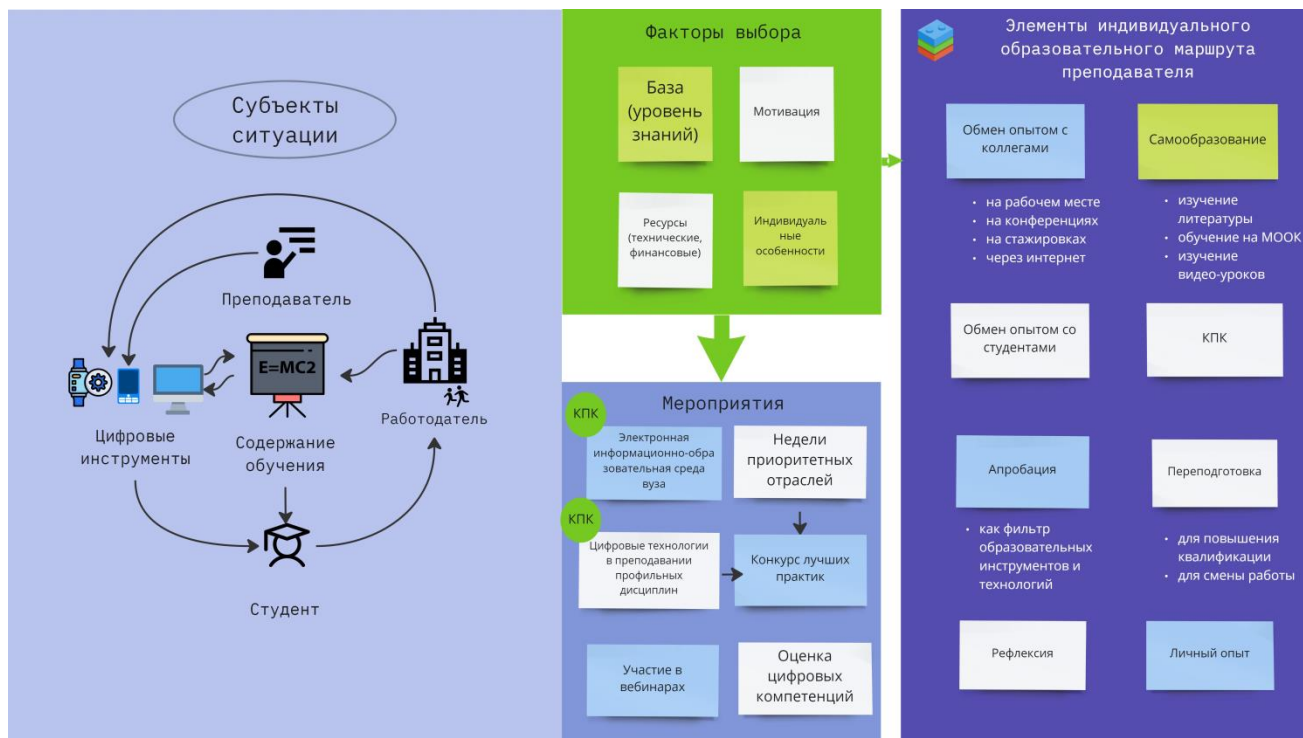 Субъекты
ситуации
Преподаватель
E=MC2
Работодатель
Цифровые
инструменты
Содержание
обучения
Студент
Факторы выбора
База
(уровень
знаний)
Мотивация
Ресурсы
(технические,
финансовые)
Индивидуаль
ные
особенности
Мероприятия
КПК
Электронная
информационно-обра
зовательная среда
вуза
Недели
приоритетных
отраслей
КПК
Цифровые технологии
в преподавании
профильных
дисциплин
Конкурс лучших
практик
Участие в
вебинарах
Оценка
цифровых
компетенций
Элементы индивидуального
образовательного маршрута
преподавателя
Обмен опытом с
коллегами
• на рабочем месте
• на конференциях
• на стажировках
• через интернет
Самообразование
• изучение
литературы
• обучение на МООК
• изучение
видео-уроков
Обмен опытом со
студентами
КПК
Апробация
• как фильтр
образовательных
инструментов и
технологий
Переподготовка
• для повышения
квалификации
• для смены работы
Рефлексия
Личный опыт